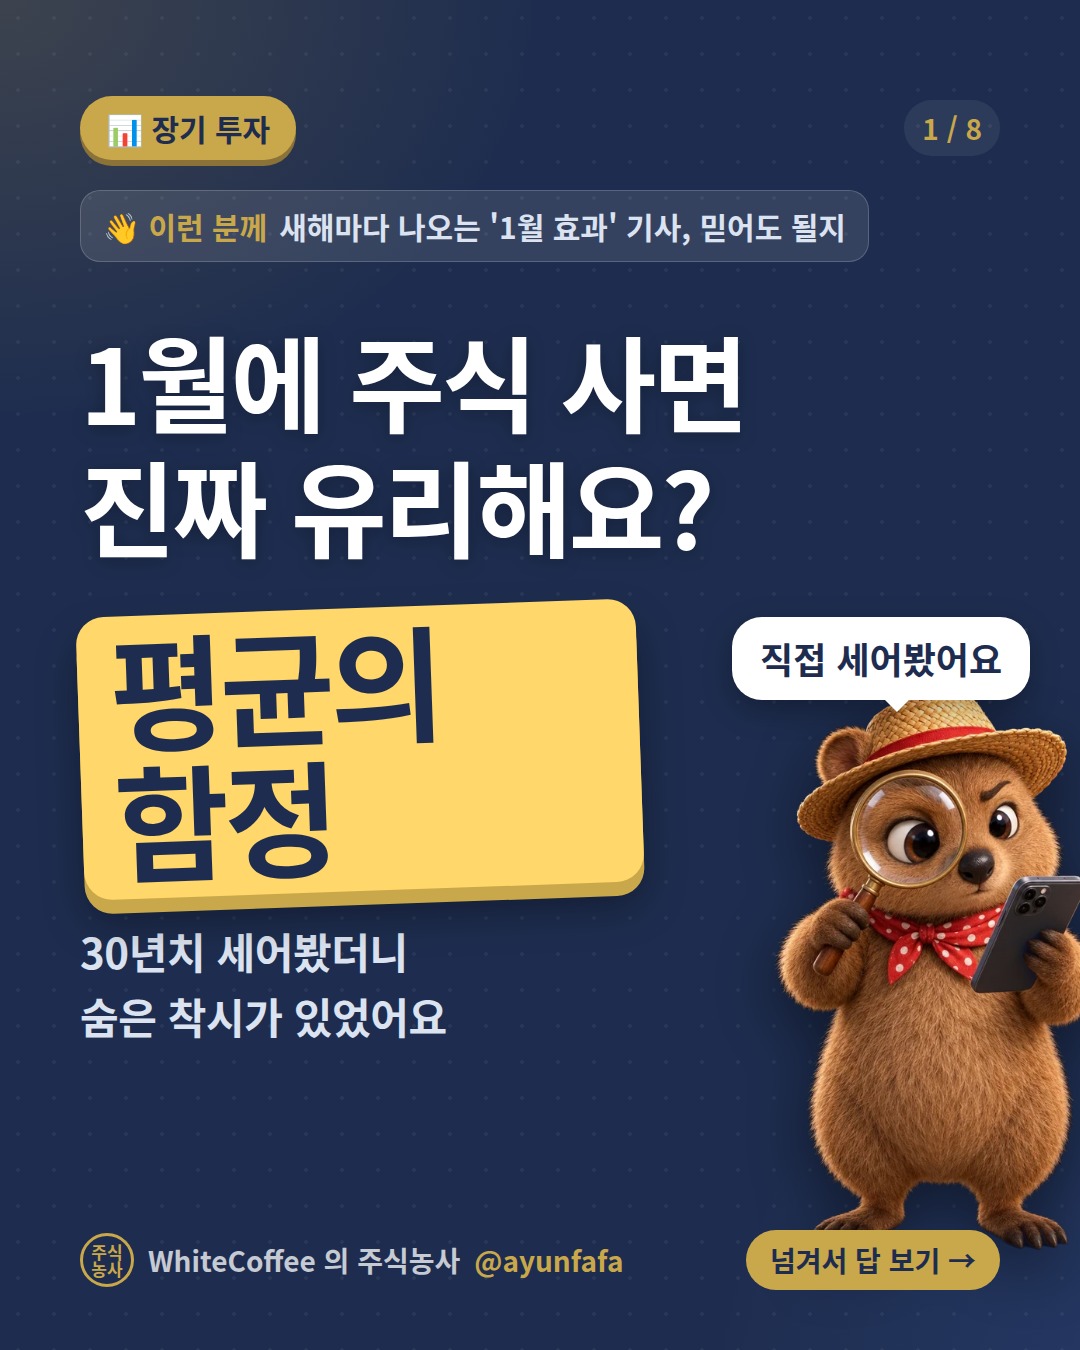 📊 장기 투자
1 / 8
👋 이런 분께 새해마다 나오는 '1월 효과' 기사, 믿어도 될지
1월에 주식 사면
진짜 유리해요?
평균의
함정
직접 세어봤어요
30년치 세어봤더니
숨은 착시가 있었어요
주식
농사
WhiteCoffee 의 주식농사 @ayunfafa
넘겨서 답 보기 →